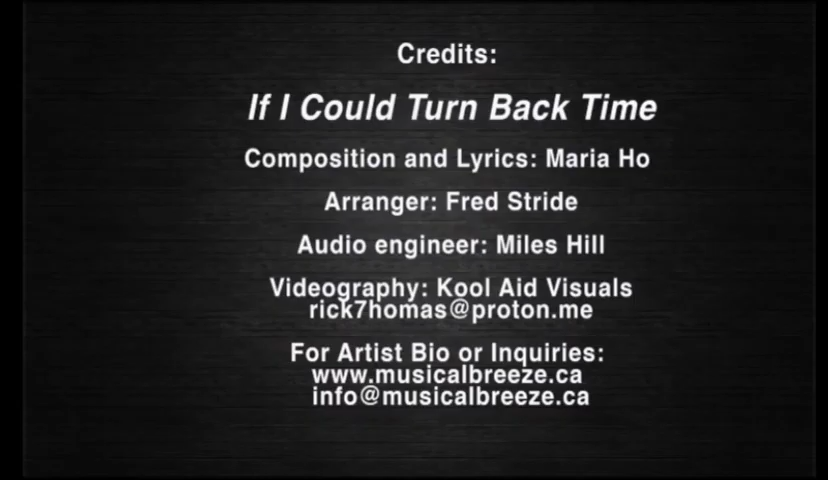 Credits:
If I Could Turn Back Time
Composition and Lyrics: Maria Ho
Arranger: Fred Stride
Audio engineer: Miles Hill
Videography: Kool Aid Visuals
rick7homas@proton.me
For Artist Bio or Inquiries:
www.musicalbreeze.ca
info@musicalbreeze.ca